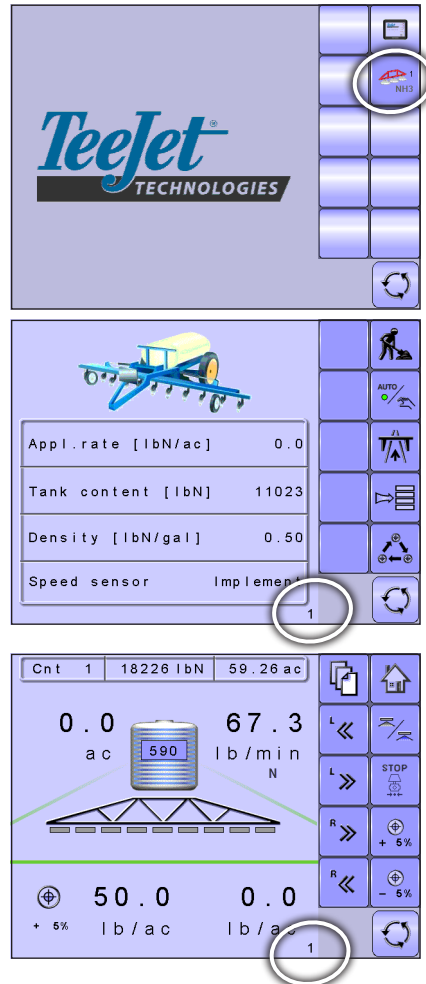 1
NH3
TeeJet®
TECHNOLOGIES
AUTO
Appl.rate [lbN/ac] 0.0
Tank content [lbN] 11023
Density [lbN/gal] 0.50
Speed sensor Implement
1
Cnt 1 18226 lbN 59.26 ac
0.0 67.3
ac 590 lb/min
N
L
STOP
L
R
+ 5%
R
- 5%
50.0 0.0
+ 5% lb/ac lb/ac
1